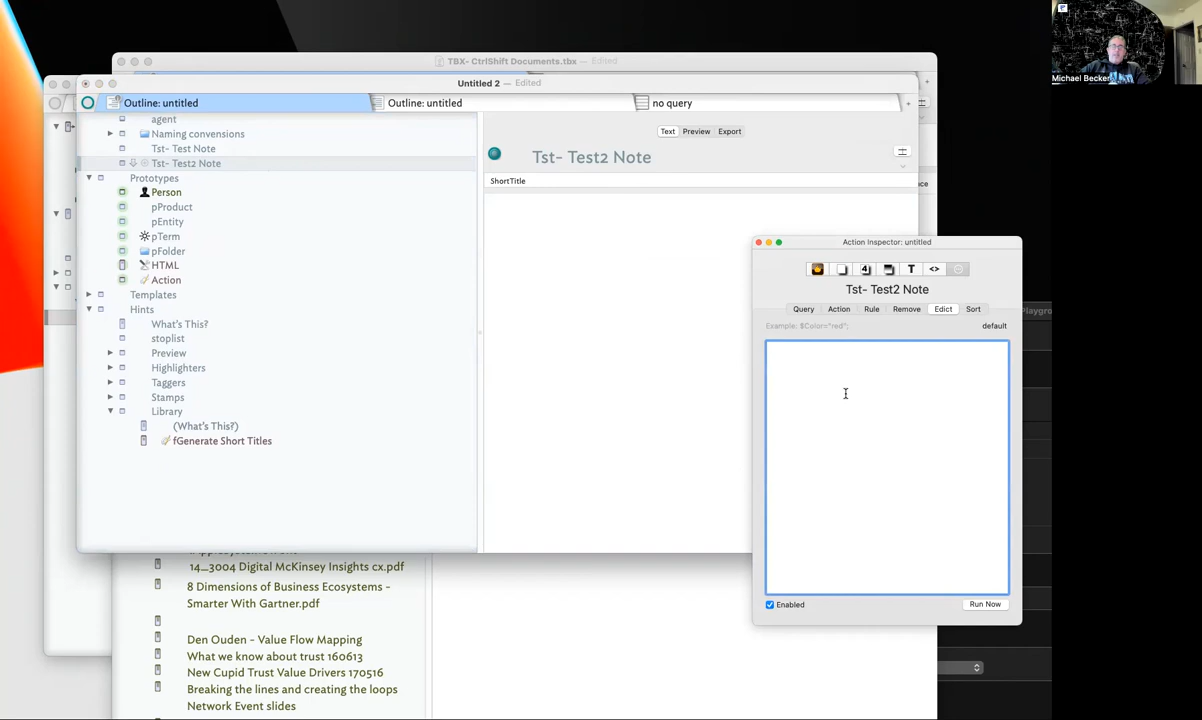 TBX- CtrlShift Documents.tbx — Edited
Untitled 2 — Edited
Outline: untitled
Outline: untitled
no query
agent
Naming convensions
Tst- Test Note
Tst- Test2 Note
Prototypes
Person
pProduct
pEntity
pTerm
pFolder
HTML
Action
Templates
Hints
What's This?
stoplist
Preview
Highlighters
Taggers
Stamps
Library
(What's This?)
fGenerate Short Titles
Text Preview Export
Tst- Test2 Note
ShortTitle
Action Inspector: untitled
Tst- Test2 Note
Query Action Rule Remove Edict Sort
Example: $Color="red";
default
Enabled
Run Now
14_3004 Digital McKinsey Insights cx.pdf
8 Dimensions of Business Ecosystems -
Smarter With Gartner.pdf
Den Ouden - Value Flow Mapping
What we know about trust 160613
New Cupid Trust Value Drivers 170516
Breaking the lines and creating the loops
Network Event slides
Michael Becker